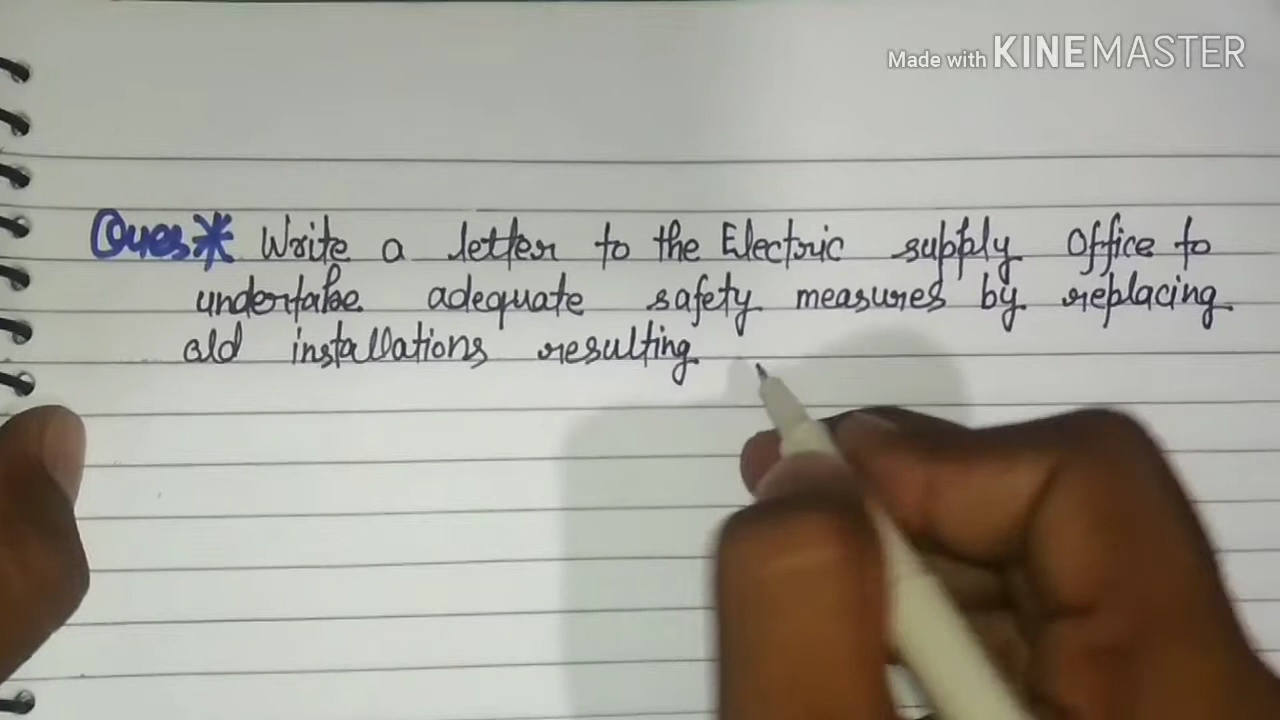 Made with KINEMASTER
Ques* Write a letter to the Electric supply Office to
undertake adequate safety measures by replacing
old installations resulting